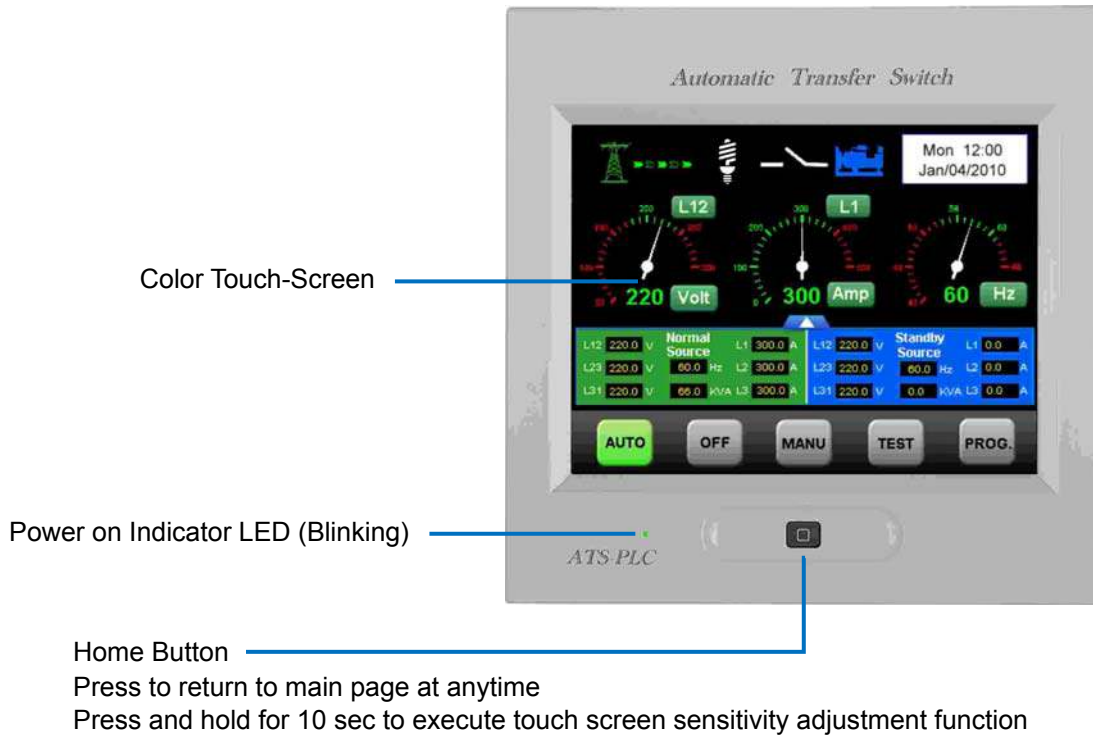 Automatic Transfer Switch
Mon 12:00
Jan/04/2010
L12
L1
220 Volt
300 Amp
60 Hz
Color Touch-Screen
L12 220.0 V Normal Source L1 300.0 A L12 220.0 V Standby Source L1 0.0 A
L23 220.0 V 60.0 Hz L2 300.0 A L23 220.0 V 60.0 Hz L2 0.0 A
L31 220.0 V 66.0 KVA L3 300.0 A L31 220.0 V 0.0 KVA L3 0.0 A
AUTO OFF MANU TEST PROG.
Power on Indicator LED (Blinking)
ATS-PLC
Home Button
Press to return to main page at anytime
Press and hold for 10 sec to execute touch screen sensitivity adjustment function